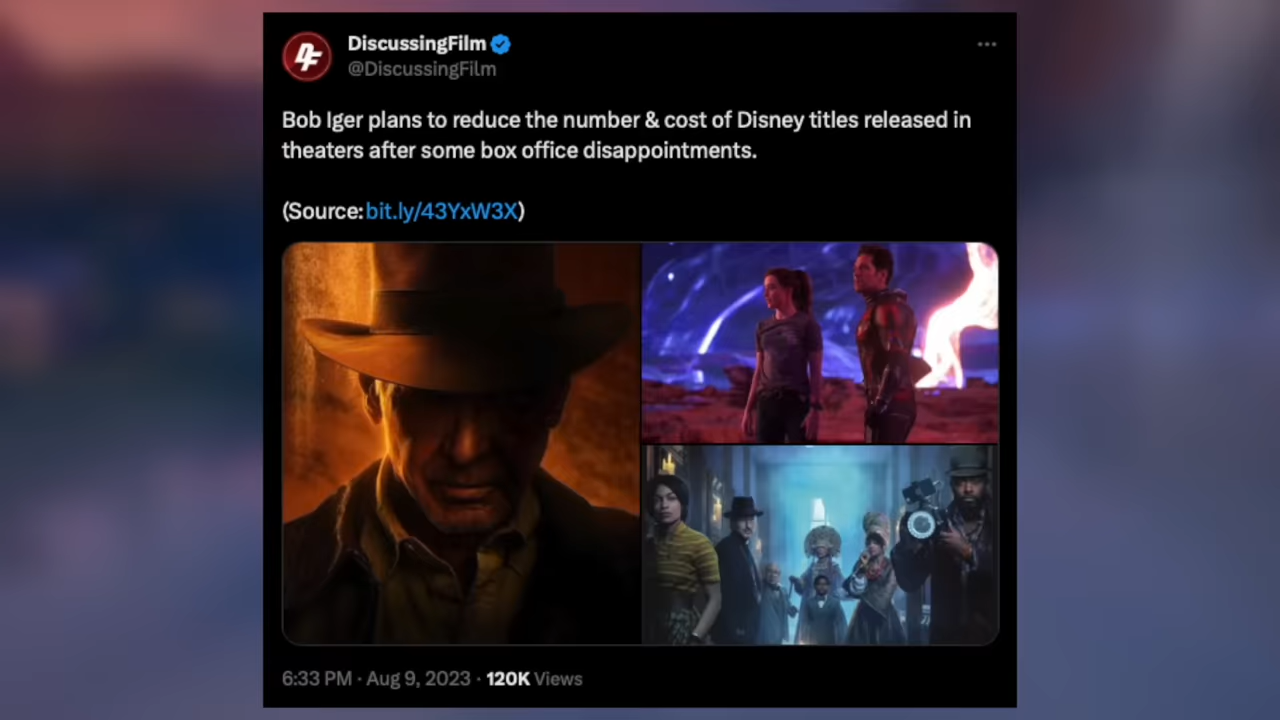 DiscussingFilm
@DiscussingFilm
Bob Iger plans to reduce the number & cost of Disney titles released in
theaters after some box office disappointments.
(Source: bit.ly/43YxW3X)
6:33 PM · Aug 9, 2023 · 120K Views